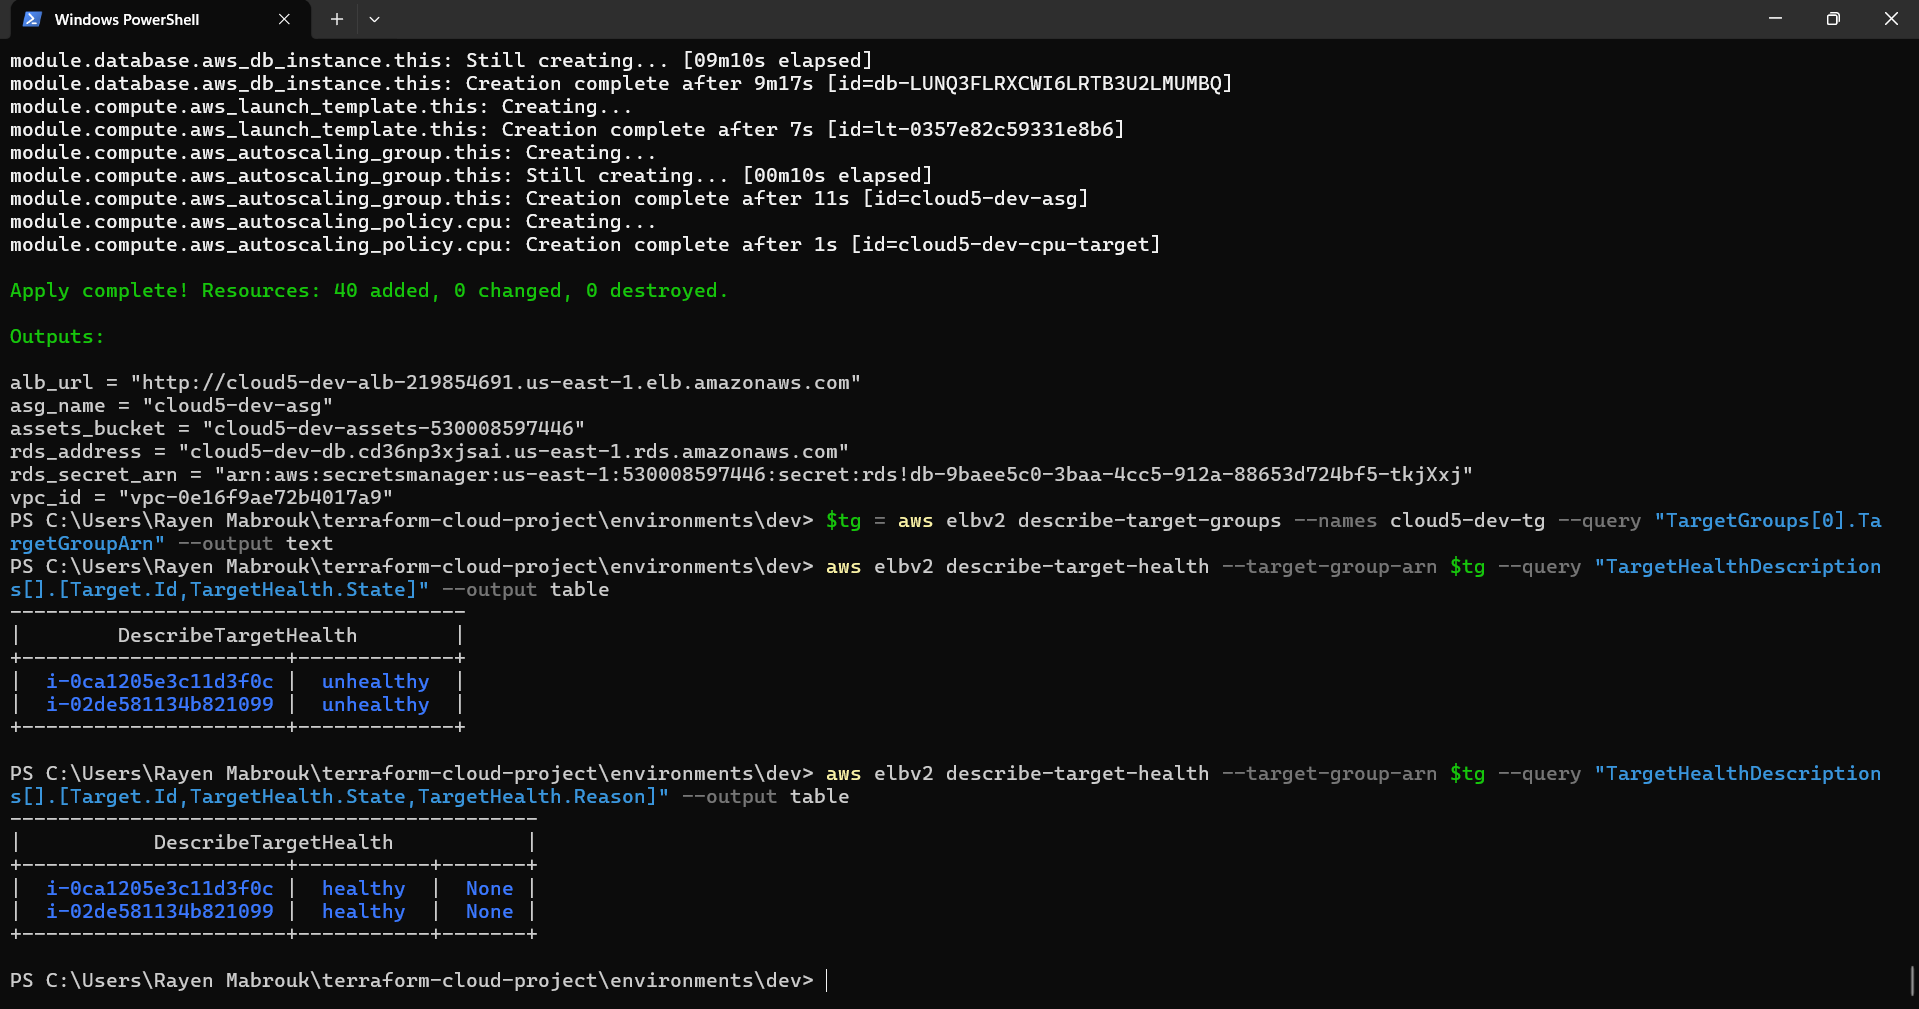 Windows PowerShell
module.database.aws_db_instance.this: Still creating... [09m10s elapsed]
module.database.aws_db_instance.this: Creation complete after 9m17s [id=db-LUNQ3FLRXCWI6LRTB3U2LMUMBQ]
module.compute.aws_launch_template.this: Creating...
module.compute.aws_launch_template.this: Creation complete after 7s [id=lt-0357e82c59331e8b6]
module.compute.aws_autoscaling_group.this: Creating...
module.compute.aws_autoscaling_group.this: Still creating... [00m10s elapsed]
module.compute.aws_autoscaling_group.this: Creation complete after 11s [id=cloud5-dev-asg]
module.compute.aws_autoscaling_policy.cpu: Creating...
module.compute.aws_autoscaling_policy.cpu: Creation complete after 1s [id=cloud5-dev-cpu-target]
Apply complete! Resources: 40 added, 0 changed, 0 destroyed.
Outputs:
alb_url = "http://cloud5-dev-alb-219854691.us-east-1.elb.amazonaws.com"
asg_name = "cloud5-dev-asg"
assets_bucket = "cloud5-dev-assets-530008597446"
rds_address = "cloud5-dev-db.cd36np3xjsai.us-east-1.rds.amazonaws.com"
rds_secret_arn = "arn:aws:secretsmanager:us-east-1:530008597446:secret:rds!db-9baee5c0-3baa-4cc5-912a-88653d724bf5-tkjXxj"
vpc_id = "vpc-0e16f9ae72b4017a9"
PS C:\Users\Rayen Mabrouk\terraform-cloud-project\environments\dev> $tg = aws elbv2 describe-target-groups --names cloud5-dev-tg --query "TargetGroups[0].Ta
rgetGroupArn" --output text
PS C:\Users\Rayen Mabrouk\terraform-cloud-project\environments\dev> aws elbv2 describe-target-health --target-group-arn $tg --query "TargetHealthDescription
s[].[Target.Id,TargetHealth.State]" --output table
--------------------------------------
|        DescribeTargetHealth        |
+----------------------+-------------+
|  i-0ca1205e3c11d3f0c |  unhealthy  |
|  i-02de581134b821099 |  unhealthy  |
+----------------------+-------------+
PS C:\Users\Rayen Mabrouk\terraform-cloud-project\environments\dev> aws elbv2 describe-target-health --target-group-arn $tg --query "TargetHealthDescription
s[].[Target.Id,TargetHealth.State,TargetHealth.Reason]" --output table
--------------------------------------------
|           DescribeTargetHealth           |
+----------------------+-----------+-------+
|  i-0ca1205e3c11d3f0c |  healthy  |  None |
|  i-02de581134b821099 |  healthy  |  None |
+----------------------+-----------+-------+
PS C:\Users\Rayen Mabrouk\terraform-cloud-project\environments\dev>